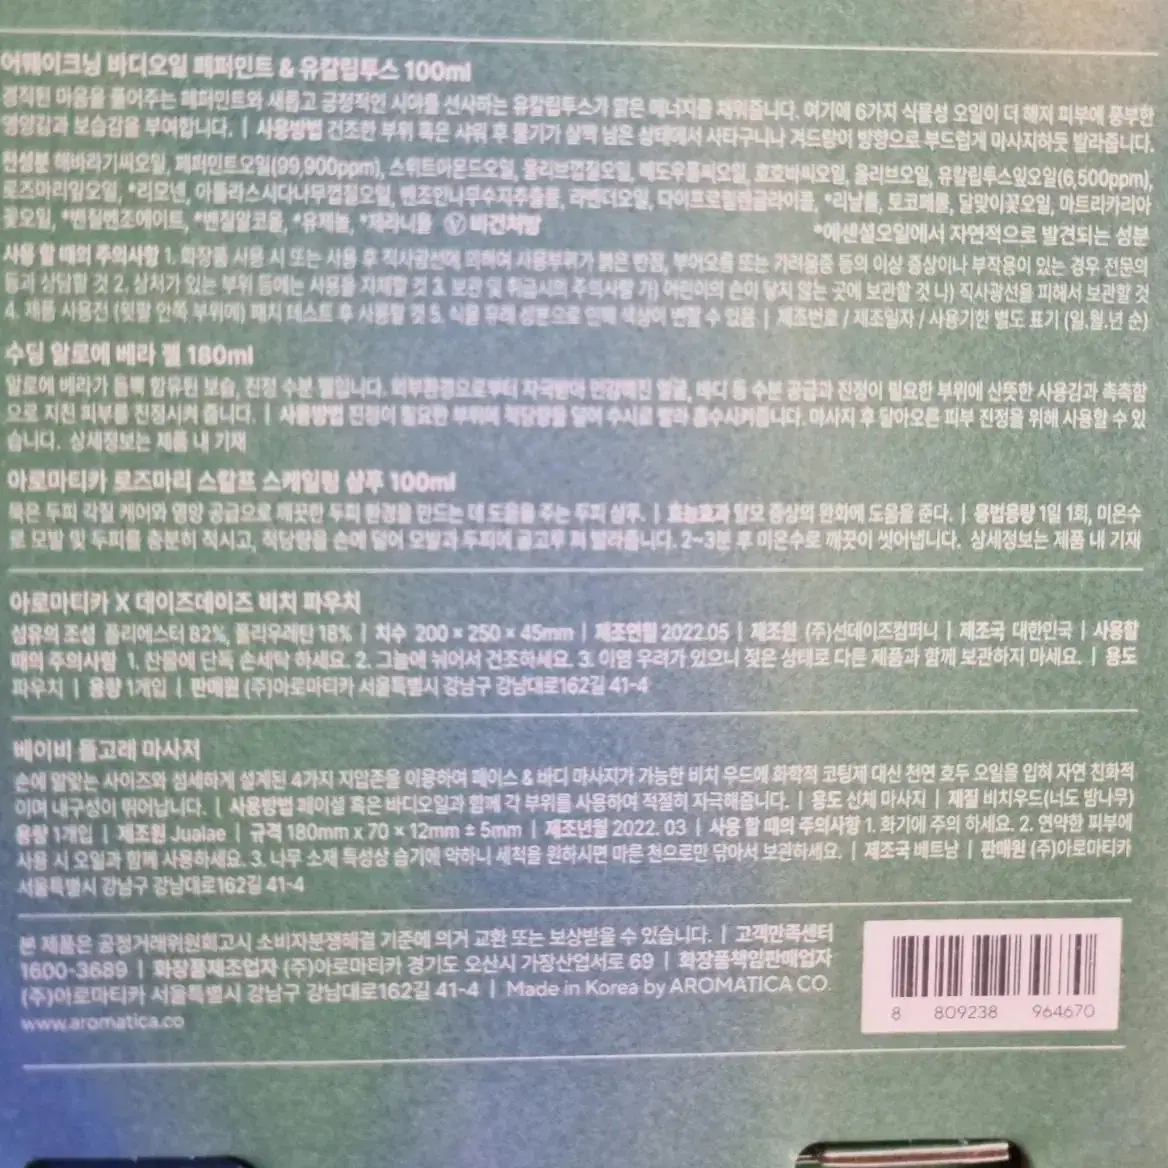 어웨이크닝 바디오일 페퍼민트 & 유칼립투스 100ml
경직된 마음을 풀어주는 페퍼민트와 새롭고 긍정적인 시야를 선사하는 유칼립투스가 맑은 에너지를 채워줍니다. 여기에 6가지 식물성 오일이 더해져 피부에 풍부한
영양감과 보습감을 부여합니다. | 사용방법 건조한 부위 혹은 샤워 후 물기가 살짝 남은 상태에서 사타구니나 겨드랑이 방향으로 부드럽게 마사지하듯 발라줍니다.
전성분 해바라기씨오일, 페퍼민트오일(99,900ppm), 스위트아몬드오일, 올리브오일, 유칼립투스잎오일(6,500ppm),
로즈마리잎오일, *리모넨, 아틀라스시다나무껍질오일, 벤조인나무수지추출물, 라벤더오일, 다이프로필렌글라이콜, *리날룰, 토코페롤, 달맞이꽃오일, 마트리카리아
꽃오일, *벤질벤조에이트, *벤질알코올, *유제놀, *제라니올 *에센셜오일에서 자연적으로 발견되는 성분
사용 할 때의 주의사항 1. 화장품 사용 시 또는 사용 후 직사광선에 의하여 사용부위가 붉은 반점, 부어오름 또는 가려움증 등의 이상 증상이나 부작용이 있는 경우 전문의
등과 상담할 것 2. 상처가 있는 부위 등에는 사용을 자제할 것 3. 보관 및 취급시의 주의사항 가) 어린이의 손이 닿지 않는 곳에 보관할 것 나) 직사광선을 피해서 보관할 것
4. 제품 사용전 (윗팔 안쪽 부위에) 패치 테스트 후 사용할 것 5. 식물 유래 성분으로 인해 색상이 변할 수 있음 | 제조번호 / 제조일자 / 사용기한 별도 표기 (일.월.년 순)
수딩 알로에 베라 젤 180ml
알로에 베라가 듬뿍 함유된 보습, 진정 수분 젤입니다. 외부환경으로부터 자극받아 민감해진 얼굴, 바디 등 수분 공급과 진정이 필요한 부위에 산뜻한 사용감과 촉촉함
으로 지친 피부를 진정시켜 줍니다. | 사용방법 진정이 필요한 부위에 적당량을 덜어 수시로 발라 흡수시켜줍니다. 마사지 후 달아오른 피부 진정을 위해 사용할 수 있
습니다. 상세정보는 제품 내 기재
아로마티카 로즈마리 스칼프 스케일링 샴푸 100ml
묵은 두피 각질 케어와 영양 공급으로 깨끗한 두피 환경을 만드는 데 도움을 주는 두피 샴푸. | 효능효과 탈모 증상의 완화에 도움을 준다. | 용법용량 1일 1회, 미온수
로 모발 및 두피를 충분히 적시고, 적당량을 손에 덜어 모발과 두피에 골고루 펴 발라줍니다. 2~3분 후 미온수로 깨끗이 씻어냅니다. 상세정보는 제품 내 기재
아로마티카 X 데이즈데이즈 비치 파우치
섬유의 조성 폴리에스터 82%, 폴리우레탄 18% | 치수 200 × 250 × 45mm | 제조연월 2022.05 | 제조원 (주)선데이즈컴퍼니 | 제조국 대한민국 | 사용할
때의 주의사항 1. 찬물에 단독 손세탁 하세요. 2. 그늘에 뉘어서 건조하세요. 3. 이염 우려가 있으니 젖은 상태로 다른 제품과 함께 보관하지 마세요. | 용도
파우치 | 용량 1개입 | 판매원 (주)아로마티카 서울특별시 강남구 강남대로162길 41-4
베이비 돌고래 마사저
손에 알맞는 사이즈와 섬세하게 설계된 4가지 지압존을 이용하여 페이스 & 바디 마사지가 가능한 비치 우드에 화학적 코팅제 대신 천연 호두 오일을 입혀 자연 친화적
이며 내구성이 뛰어납니다. | 사용방법 페이셜 혹은 바디오일과 함께 각 부위를 사용하여 적절히 자극해줍니다. | 용도 신체 마사지 | 재질 비치우드(너도 밤나무)
용량 1개입 | 제조원 Jualae | 규격 180mm x 70 × 12mm ± 5mm | 제조년월 2022. 03 | 사용 할 때의 주의사항 1. 화기에 주의 하세요. 2. 연약한 피부에
사용 시 오일과 함께 사용하세요. 3. 나무 소재 특성상 습기에 약하니 세척을 원하시면 마른 천으로만 닦아서 보관하세요. | 제조국 베트남 | 판매원 (주)아로마티카
서울특별시 강남구 강남대로162길 41-4
본 제품은 공정거래위원회고시 소비자분쟁해결 기준에 의거 교환 또는 보상받을 수 있습니다. | 고객만족센터
1600-3689 | 화장품제조업자 (주)아로마티카 경기도 오산시 가장산업서로 69 | 화장품책임판매업자
(주)아로마티카 서울특별시 강남구 강남대로162길 41-4 | Made in Korea by AROMATICA CO.
www.aromatica.co
8 809238 964670